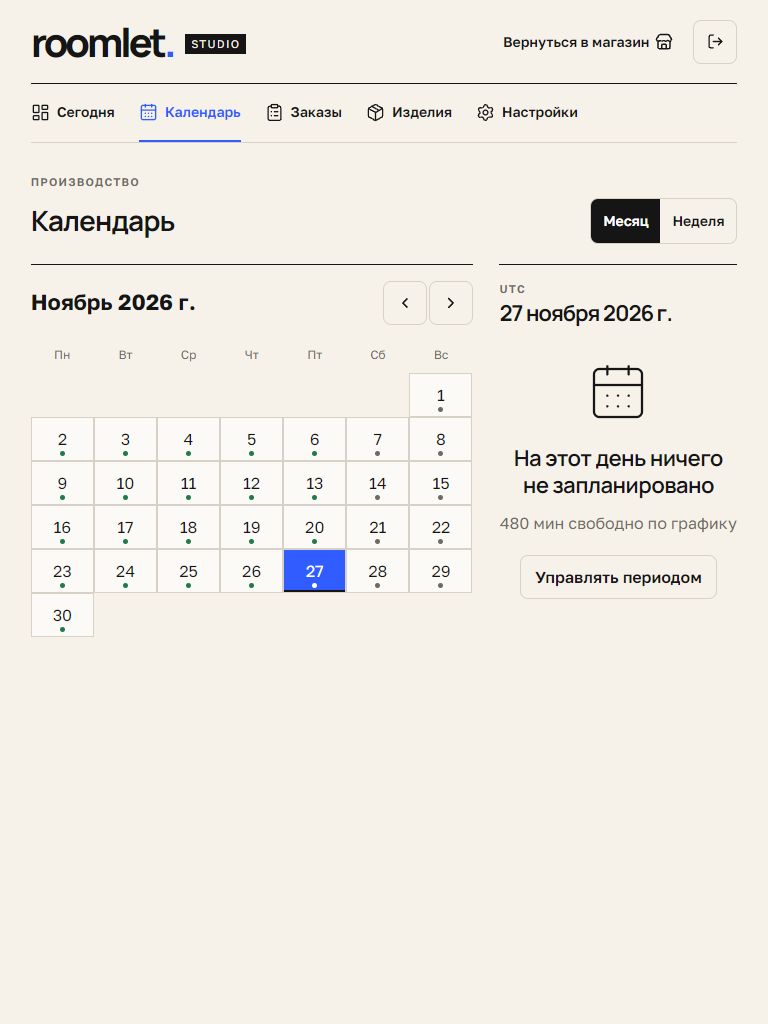 roomlet. STUDIO
Вернуться в магазин
Сегодня Календарь Заказы Изделия Настройки
ПРОИЗВОДСТВО
Календарь
Месяц Неделя
Ноябрь 2026 г.
Пн Вт Ср Чт Пт Сб Вс
1
2 3 4 5 6 7 8
9 10 11 12 13 14 15
16 17 18 19 20 21 22
23 24 25 26 27 28 29
30
UTC
27 ноября 2026 г.
На этот день ничего
не запланировано
480 мин свободно по графику
Управлять периодом